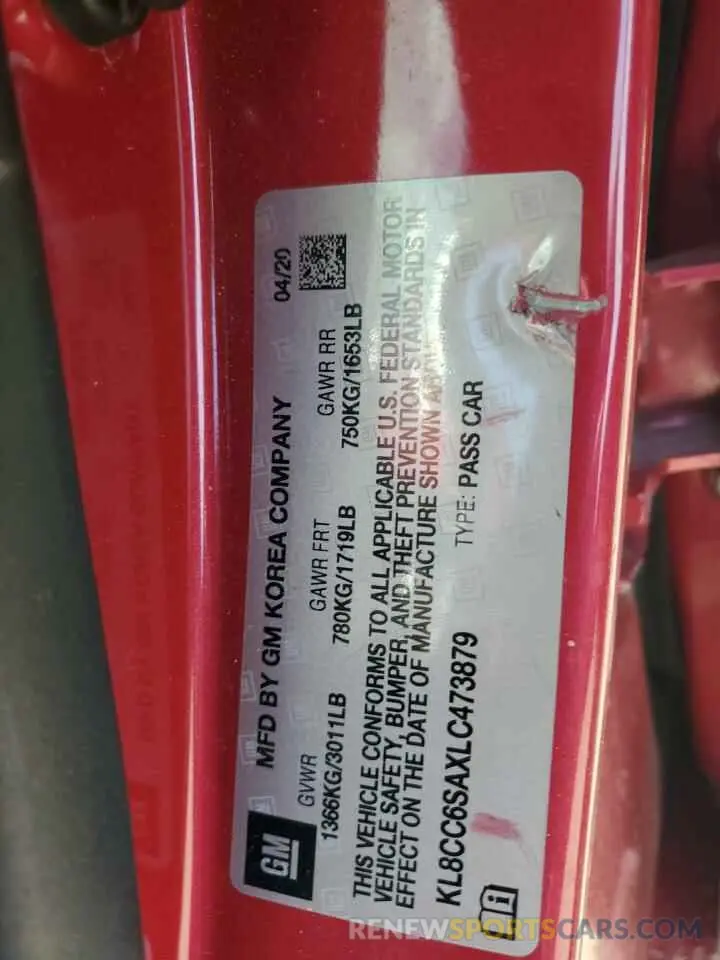 MFD BY GM KOREA COMPANY 04/20
GVWR GAWR FRT GAWR RR
1366KG/3011LB 780KG/1719LB 750KG/1653LB
THIS VEHICLE CONFORMS TO ALL APPLICABLE U.S. FEDERAL MOTOR
VEHICLE SAFETY, BUMPER, AND THEFT PREVENTION STANDARDS IN
EFFECT ON THE DATE OF MANUFACTURE SHOWN
KL8CC6SAXLC473879 TYPE: PASS CAR
GM
RENEWSPORTSCARS.COM